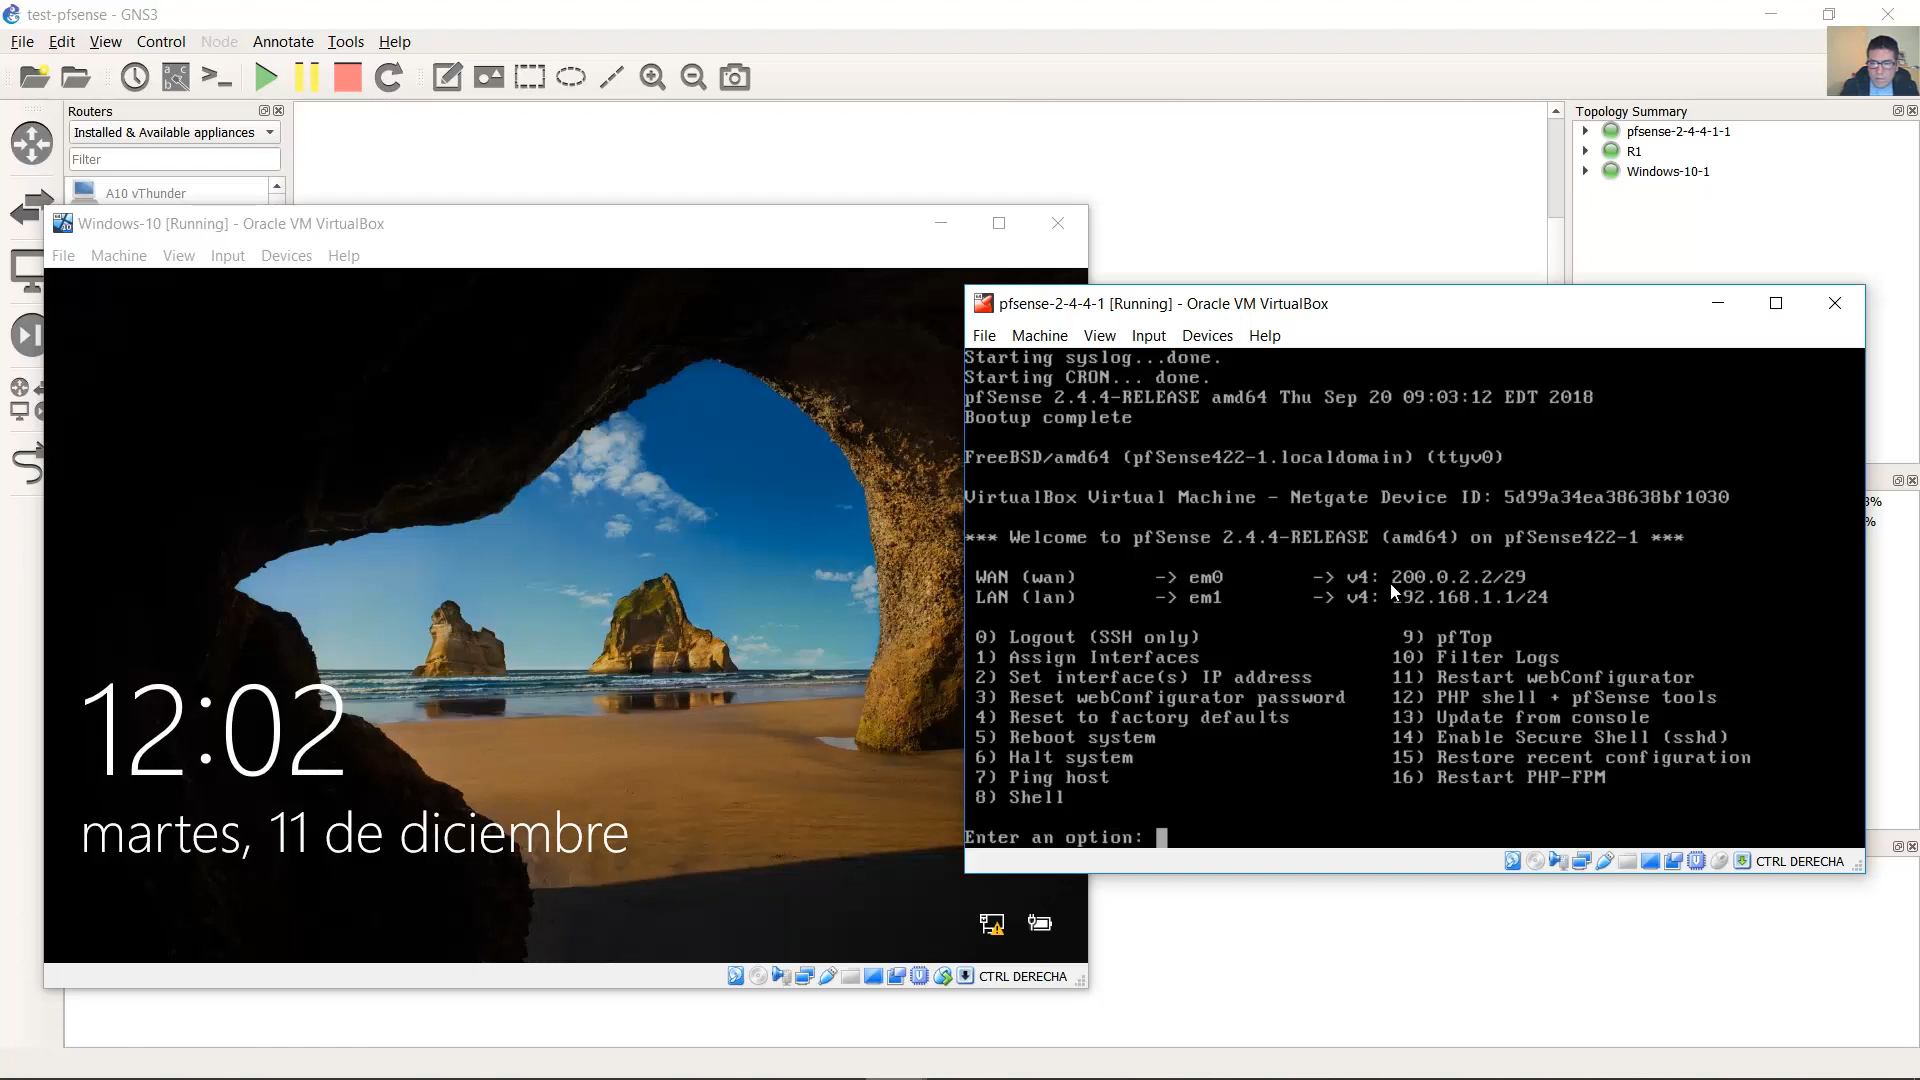 test-pfsense - GNS3
File Edit View Control Node Annotate Tools Help
Routers
Installed & Available appliances
Filter
A10 vThunder
Topology Summary
pfsense-2-4-4-1-1
R1
Windows-10-1
Windows-10 [Running] - Oracle VM VirtualBox
File Machine View Input Devices Help
12:02
martes, 11 de diciembre
CTRL DERECHA
pfsense-2-4-4-1 [Running] - Oracle VM VirtualBox
File Machine View Input Devices Help
Starting syslog...done.
Starting CRON... done.
pfSense 2.4.4-RELEASE amd64 Thu Sep 20 09:03:12 EDT 2018
Bootup complete
FreeBSD/amd64 (pfSense422-1.localdomain) (ttyv0)
VirtualBox Virtual Machine - Netgate Device ID: 5d99a34ea38638bf1030
*** Welcome to pfSense 2.4.4-RELEASE (amd64) on pfSense422-1 ***
WAN (wan) -> em0 -> v4: 200.0.2.2/29
LAN (lan) -> em1 -> v4: 192.168.1.1/24
0) Logout (SSH only) 9) pfTop
1) Assign Interfaces 10) Filter Logs
2) Set interface(s) IP address 11) Restart webConfigurator
3) Reset webConfigurator password 12) PHP shell + pfSense tools
4) Reset to factory defaults 13) Update from console
5) Reboot system 14) Enable Secure Shell (sshd)
6) Halt system 15) Restore recent configuration
7) Ping host 16) Restart PHP-FPM
8) Shell
Enter an option:
CTRL DERECHA